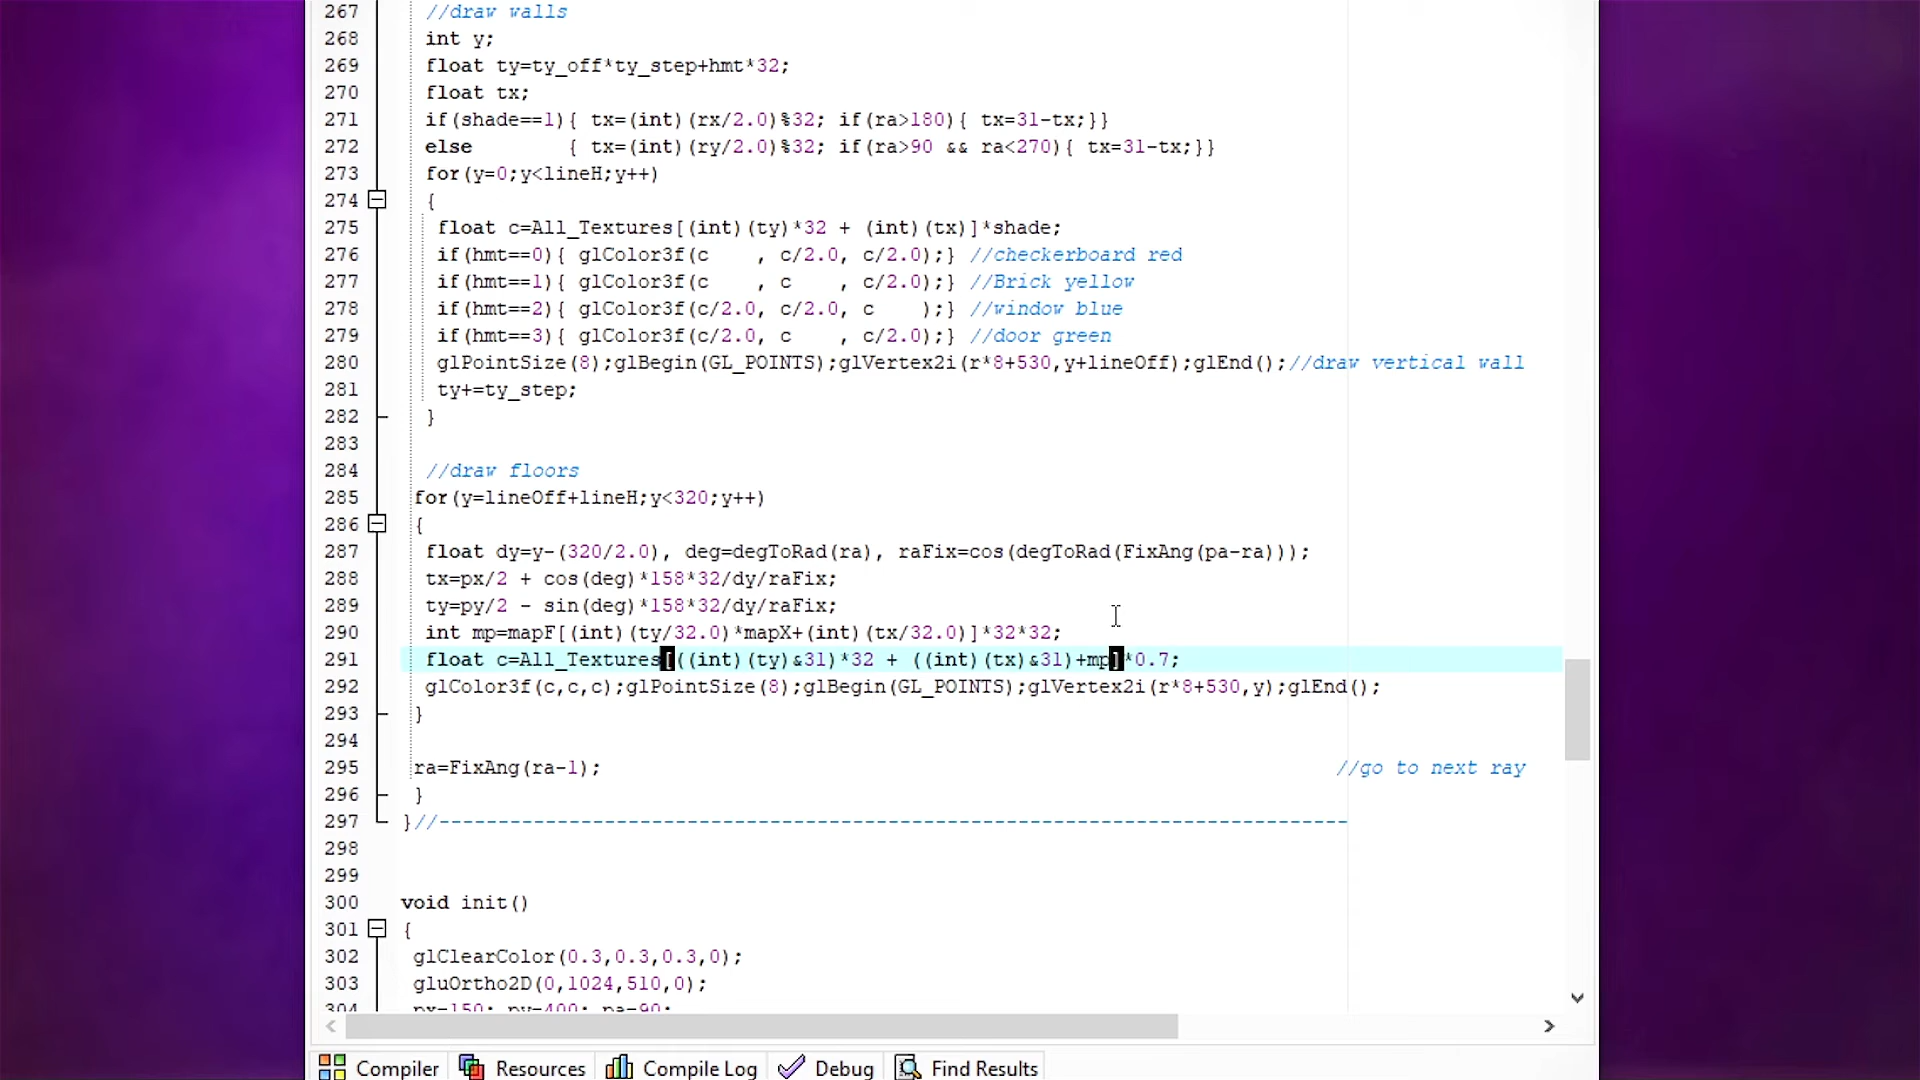 267 //draw walls
268 int y;
269 float ty=ty_off*ty_step+hmt*32;
270 float tx;
271 if(shade==1){ tx=(int)(rx/2.0)%32; if(ra>180){ tx=31-tx;}}
272 else        { tx=(int)(ry/2.0)%32; if(ra>90 && ra<270){ tx=31-tx;}}
273 for(y=0;y<lineH;y++)
274 {
275 float c=All_Textures[(int)(ty)*32 + (int)(tx)]*shade;
276 if(hmt==0){ glColor3f(c    , c/2.0, c/2.0);} //checkerboard red
277 if(hmt==1){ glColor3f(c    , c    , c/2.0);} //Brick yellow
278 if(hmt==2){ glColor3f(c/2.0, c/2.0, c    );} //window blue
279 if(hmt==3){ glColor3f(c/2.0, c    , c/2.0);} //door green
280 glPointSize(8);glBegin(GL_POINTS);glVertex2i(r*8+530,y+lineOff);glEnd();//draw vertical wall
281 ty+=ty_step;
282 }
283
284 //draw floors
285 for(y=lineOff+lineH;y<320;y++)
286 {
287 float dy=y-(320/2.0), deg=degToRad(ra), raFix=cos(degToRad(FixAng(pa-ra)));
288 tx=px/2 + cos(deg)*158*32/dy/raFix;
289 ty=py/2 - sin(deg)*158*32/dy/raFix;
290 int mp=mapF[(int)(ty/32.0)*mapX+(int)(tx/32.0)]*32*32;
291 float c=All_Textures[((int)(ty)&31)*32 + ((int)(tx)&31)+mp]*0.7;
292 glColor3f(c,c,c);glPointSize(8);glBegin(GL_POINTS);glVertex2i(r*8+530,y);glEnd();
293 }
294
295 ra=FixAng(ra-1); //go to next ray
296 }
297 }//-----------------------------------------------------------------------------
298
299
300 void init()
301 {
302 glClearColor(0.3,0.3,0.3,0);
303 gluOrtho2D(0,1024,510,0);
304 px=150; py=400; pa=90;
Compiler Resources Compile Log Debug Find Results